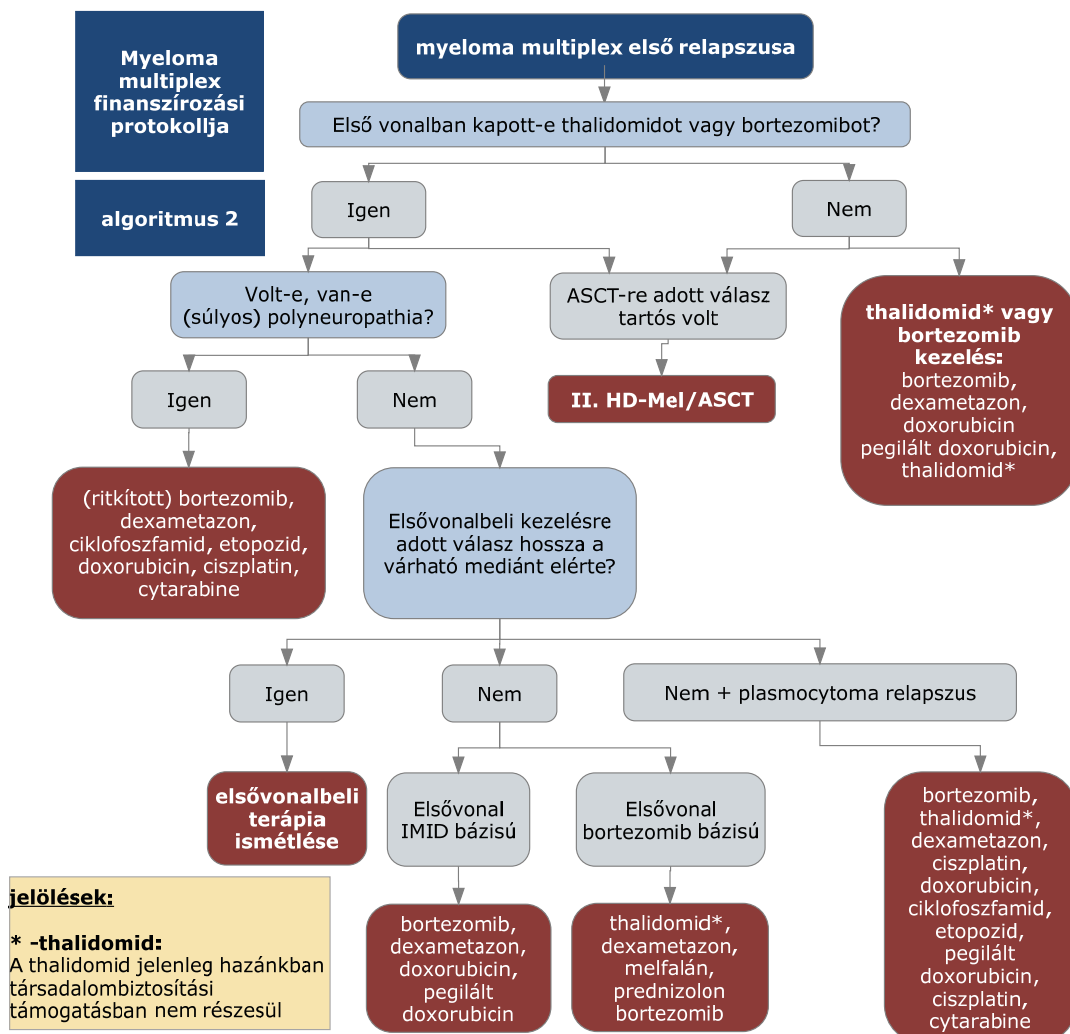 Myeloma
multiplex
finanszírozási
protokollja
algoritmus 2
myeloma multiplex első relapszusa
Első vonalban kapott-e thalidomidot vagy bortezomibot?
Igen
Nem
Volt-e, van-e
(súlyos) polyneuropathia?
ASCT-re adott válasz
tartós volt
thalidomid* vagy
bortezomib
kezelés:
bortezomib,
dexametazon,
doxorubicin
pegilált doxorubicin,
thalidomid*
Igen
Nem
II. HD-Mel/ASCT
(ritkított) bortezomib,
dexametazon,
ciklofoszfamid, etopozid,
doxorubicin, ciszplatin,
cytarabine
Elsővonalbeli kezelésre
adott válasz hossza a
várható mediánt elérte?
Igen
Nem
Nem + plasmocytoma relapszus
elsővonalbeli
terápia
ismétlése
Elsővonal
IMID bázisú
Elsővonal
bortezomib bázisú
bortezomib,
thalidomid*,
dexametazon,
ciszplatin,
doxorubicin,
ciklofoszfamid,
etopozid,
pegilált
doxorubicin,
ciszplatin,
cytarabine
bortezomib,
dexametazon,
doxorubicin,
pegilált
doxorubicin
thalidomid*,
dexametazon,
melfalán,
prednizolon
bortezomib
jelölések:
* -thalidomid:
A thalidomid jelenleg hazánkban
társadalombiztosítási
támogatásban nem részesül